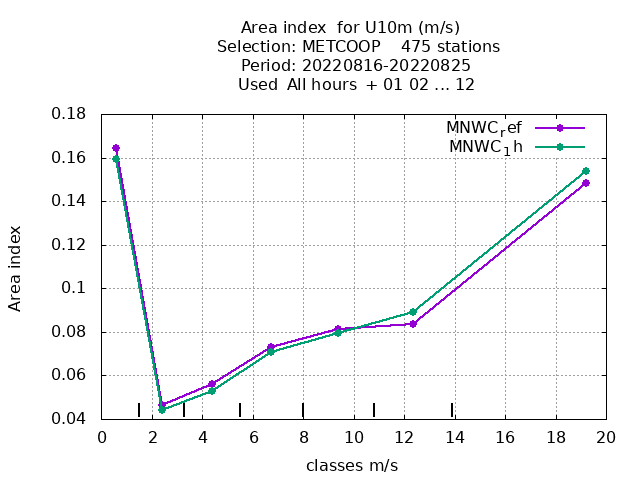 Area index  for U10m (m/s)
Selection: METCOOP    475 stations
Period: 20220816-20220825
Used  All hours  + 01 02 ... 12
0.18
0.16
0.14
0.12
0.1
0.08
0.06
0.04
Area index
MNWCref
MNWC1h
0 2 4 6 8 10 12 14 16 18 20
classes m/s